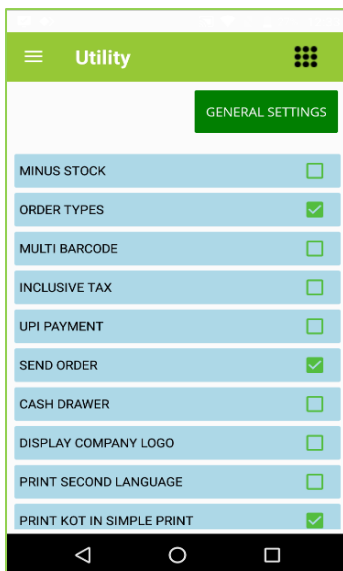 Utility
GENERAL SETTINGS
MINUS STOCK
ORDER TYPES
MULTI BARCODE
INCLUSIVE TAX
UPI PAYMENT
SEND ORDER
CASH DRAWER
DISPLAY COMPANY LOGO
PRINT SECOND LANGUAGE
PRINT KOT IN SIMPLE PRINT